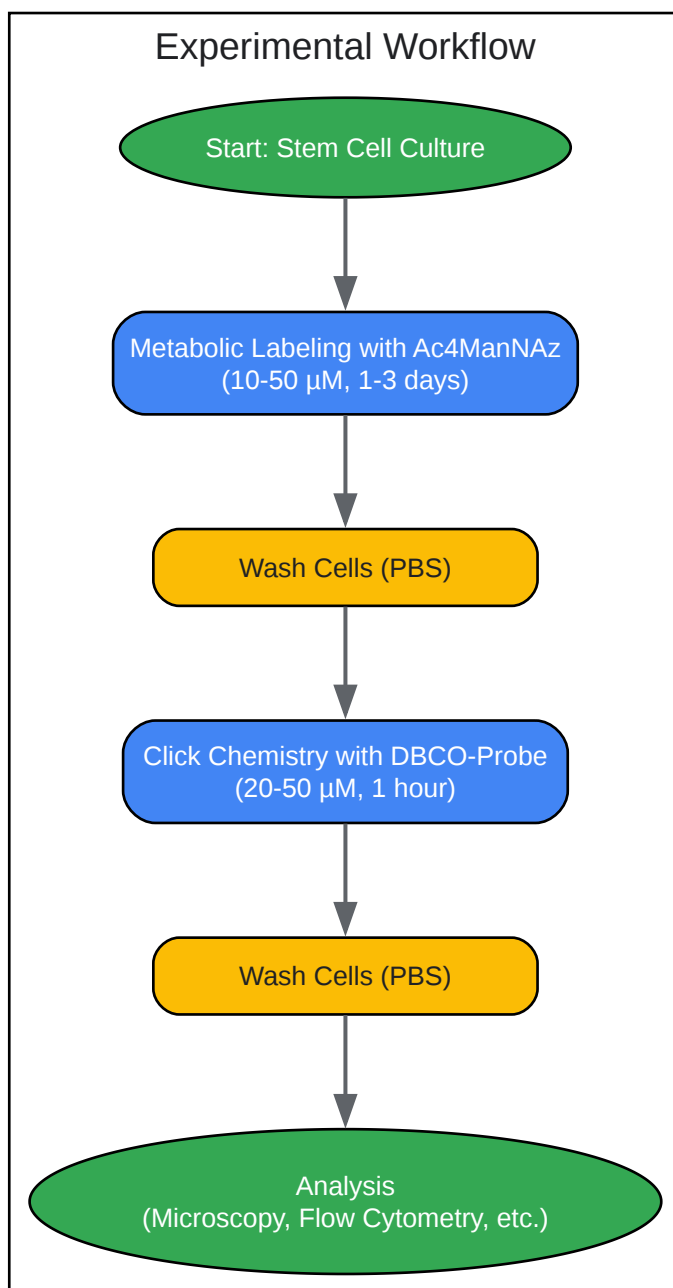 Experimental Workflow
Start: Stem Cell Culture
Metabolic Labeling with Ac4ManNAz
(10-50 µM, 1-3 days)
Wash Cells (PBS)
Click Chemistry with DBCO-Probe
(20-50 µM, 1 hour)
Wash Cells (PBS)
Analysis
(Microscopy, Flow Cytometry, etc.)